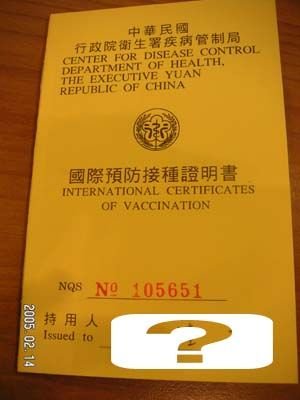 中華民國
行政院衛生署疾病管制局
CENTER FOR DISEASE CONTROL
DEPARTMENT OF HEALTH,
THE EXECUTIVE YUAN
REPUBLIC OF CHINA
國際預防接種證明書
INTERNATIONAL CERTIFICATES
OF VACCINATION
NQS № 105651
持用人
Issued to
?
2005. 02. 14